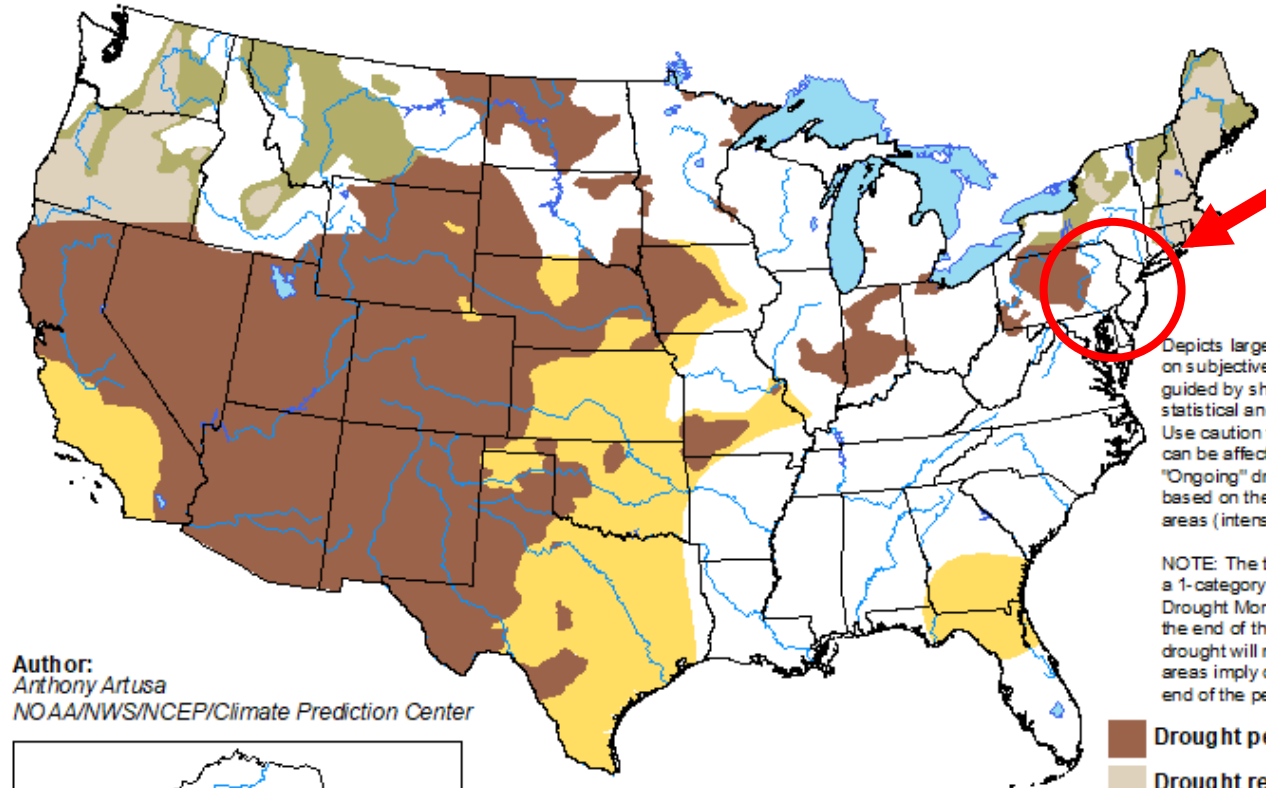 Depicts large
on subjective
guided by sh
statistical an
Use caution
can be affect
"Ongoing" dr
based on the
areas (intens
NOTE: The t
a 1-category
Drought Mon
the end of th
drought will r
areas imply d
end of the pe
Author:
Anthony Artusa
NOAA/NWS/NCEP/Climate Prediction Center
Drought pe
Drought re